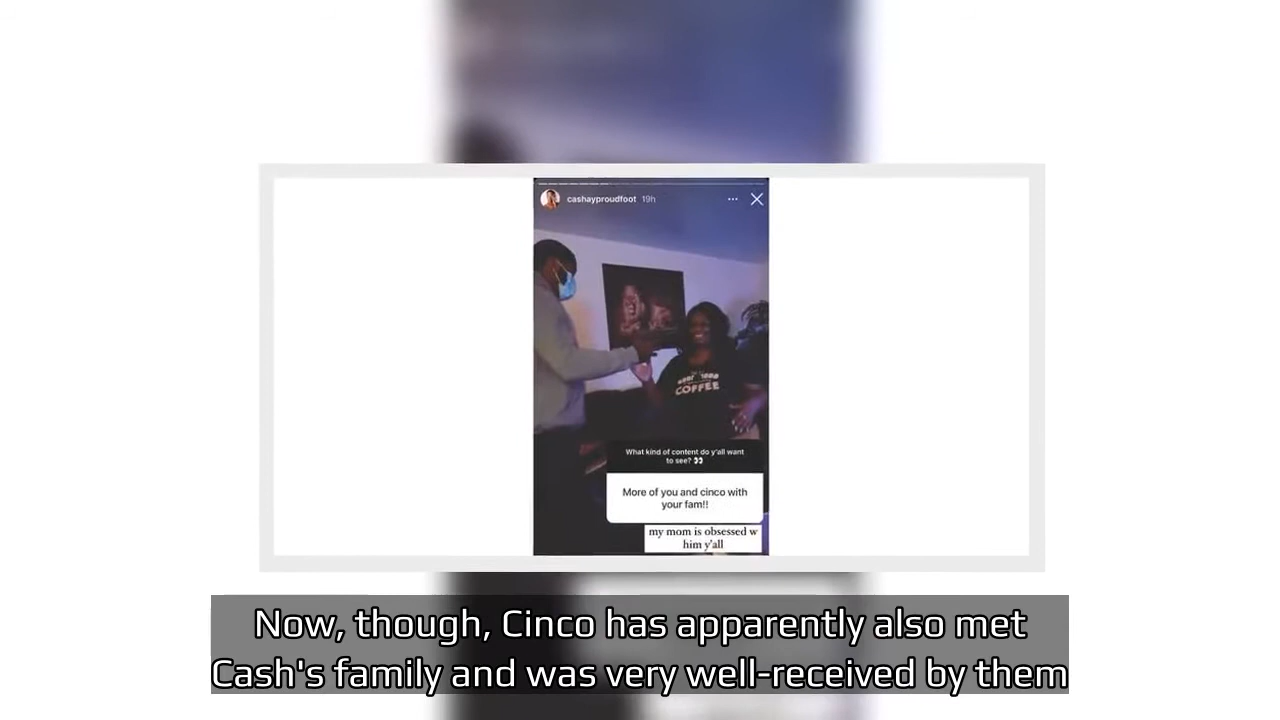 cashayproudfoot 19h
COFFEE
What kind of content do y'all want
to see? 👀
More of you and cinco with
your fam!!
my mom is obsessed w
him y'all
Now, though, Cinco has apparently also met
Cash's family and was very well-received by them